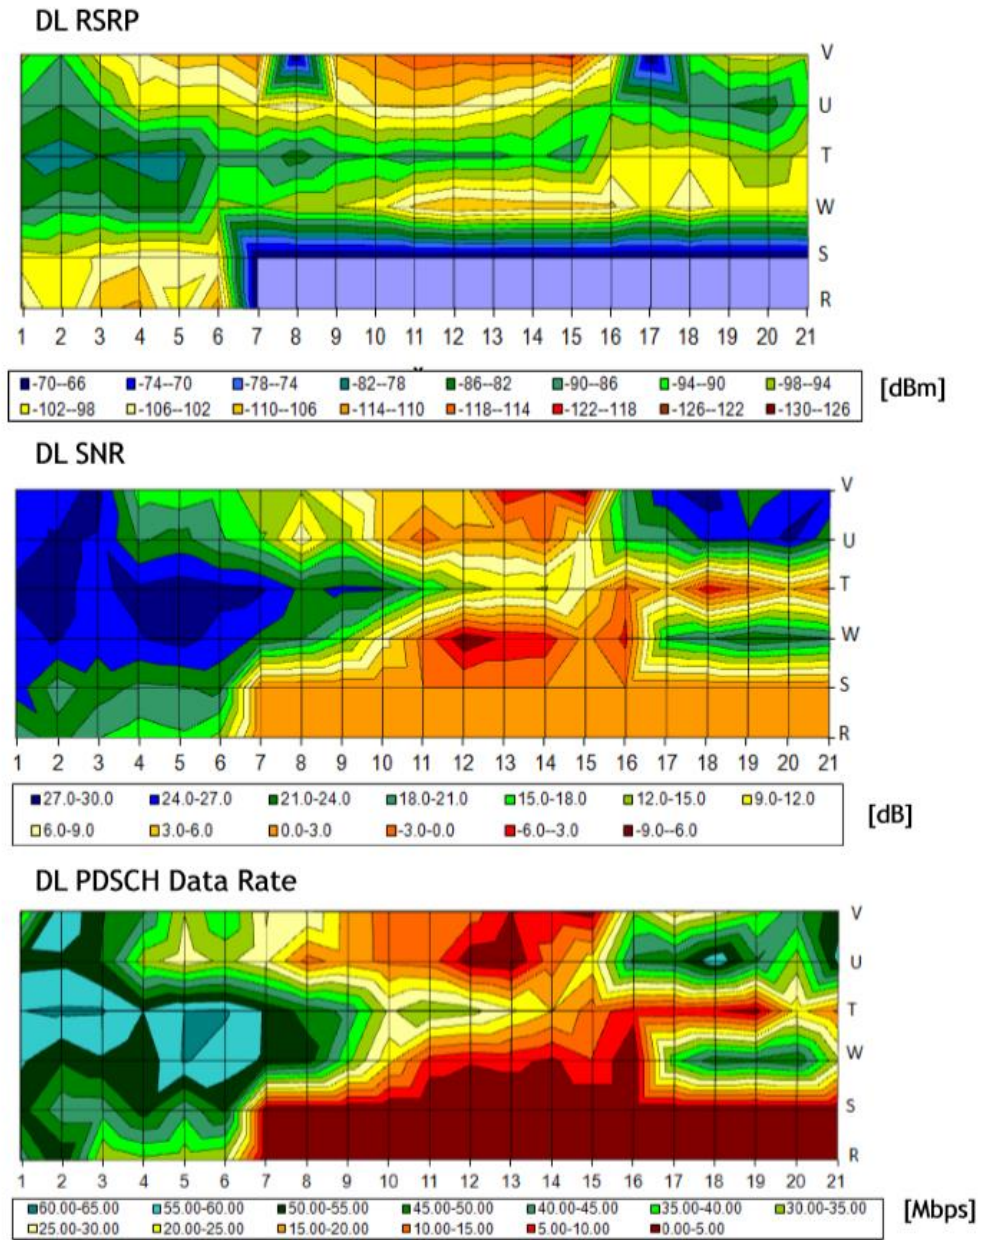 DL RSRP
V
U
T
W
S
R
1 2 3 4 5 6 7 8 9 10 11 12 13 14 15 16 17 18 19 20 21
-70--66 -74--70 -78--74 -82--78 -86--82 -90--86 -94--90 -98--94
-102--98 -106--102 -110--106 -114--110 -118--114 -122--118 -126--122 -130--126
[dBm]
DL SNR
V
U
T
W
S
R
1 2 3 4 5 6 7 8 9 10 11 12 13 14 15 16 17 18 19 20 21
27.0-30.0 24.0-27.0 21.0-24.0 18.0-21.0 15.0-18.0 12.0-15.0 9.0-12.0
6.0-9.0 3.0-6.0 0.0-3.0 -3.0-0.0 -6.0--3.0 -9.0--6.0
[dB]
DL PDSCH Data Rate
V
U
T
W
S
R
1 2 3 4 5 6 7 8 9 10 11 12 13 14 15 16 17 18 19 20 21
60.00-65.00 55.00-60.00 50.00-55.00 45.00-50.00 40.00-45.00 35.00-40.00 30.00-35.00
25.00-30.00 20.00-25.00 15.00-20.00 10.00-15.00 5.00-10.00 0.00-5.00
[Mbps]